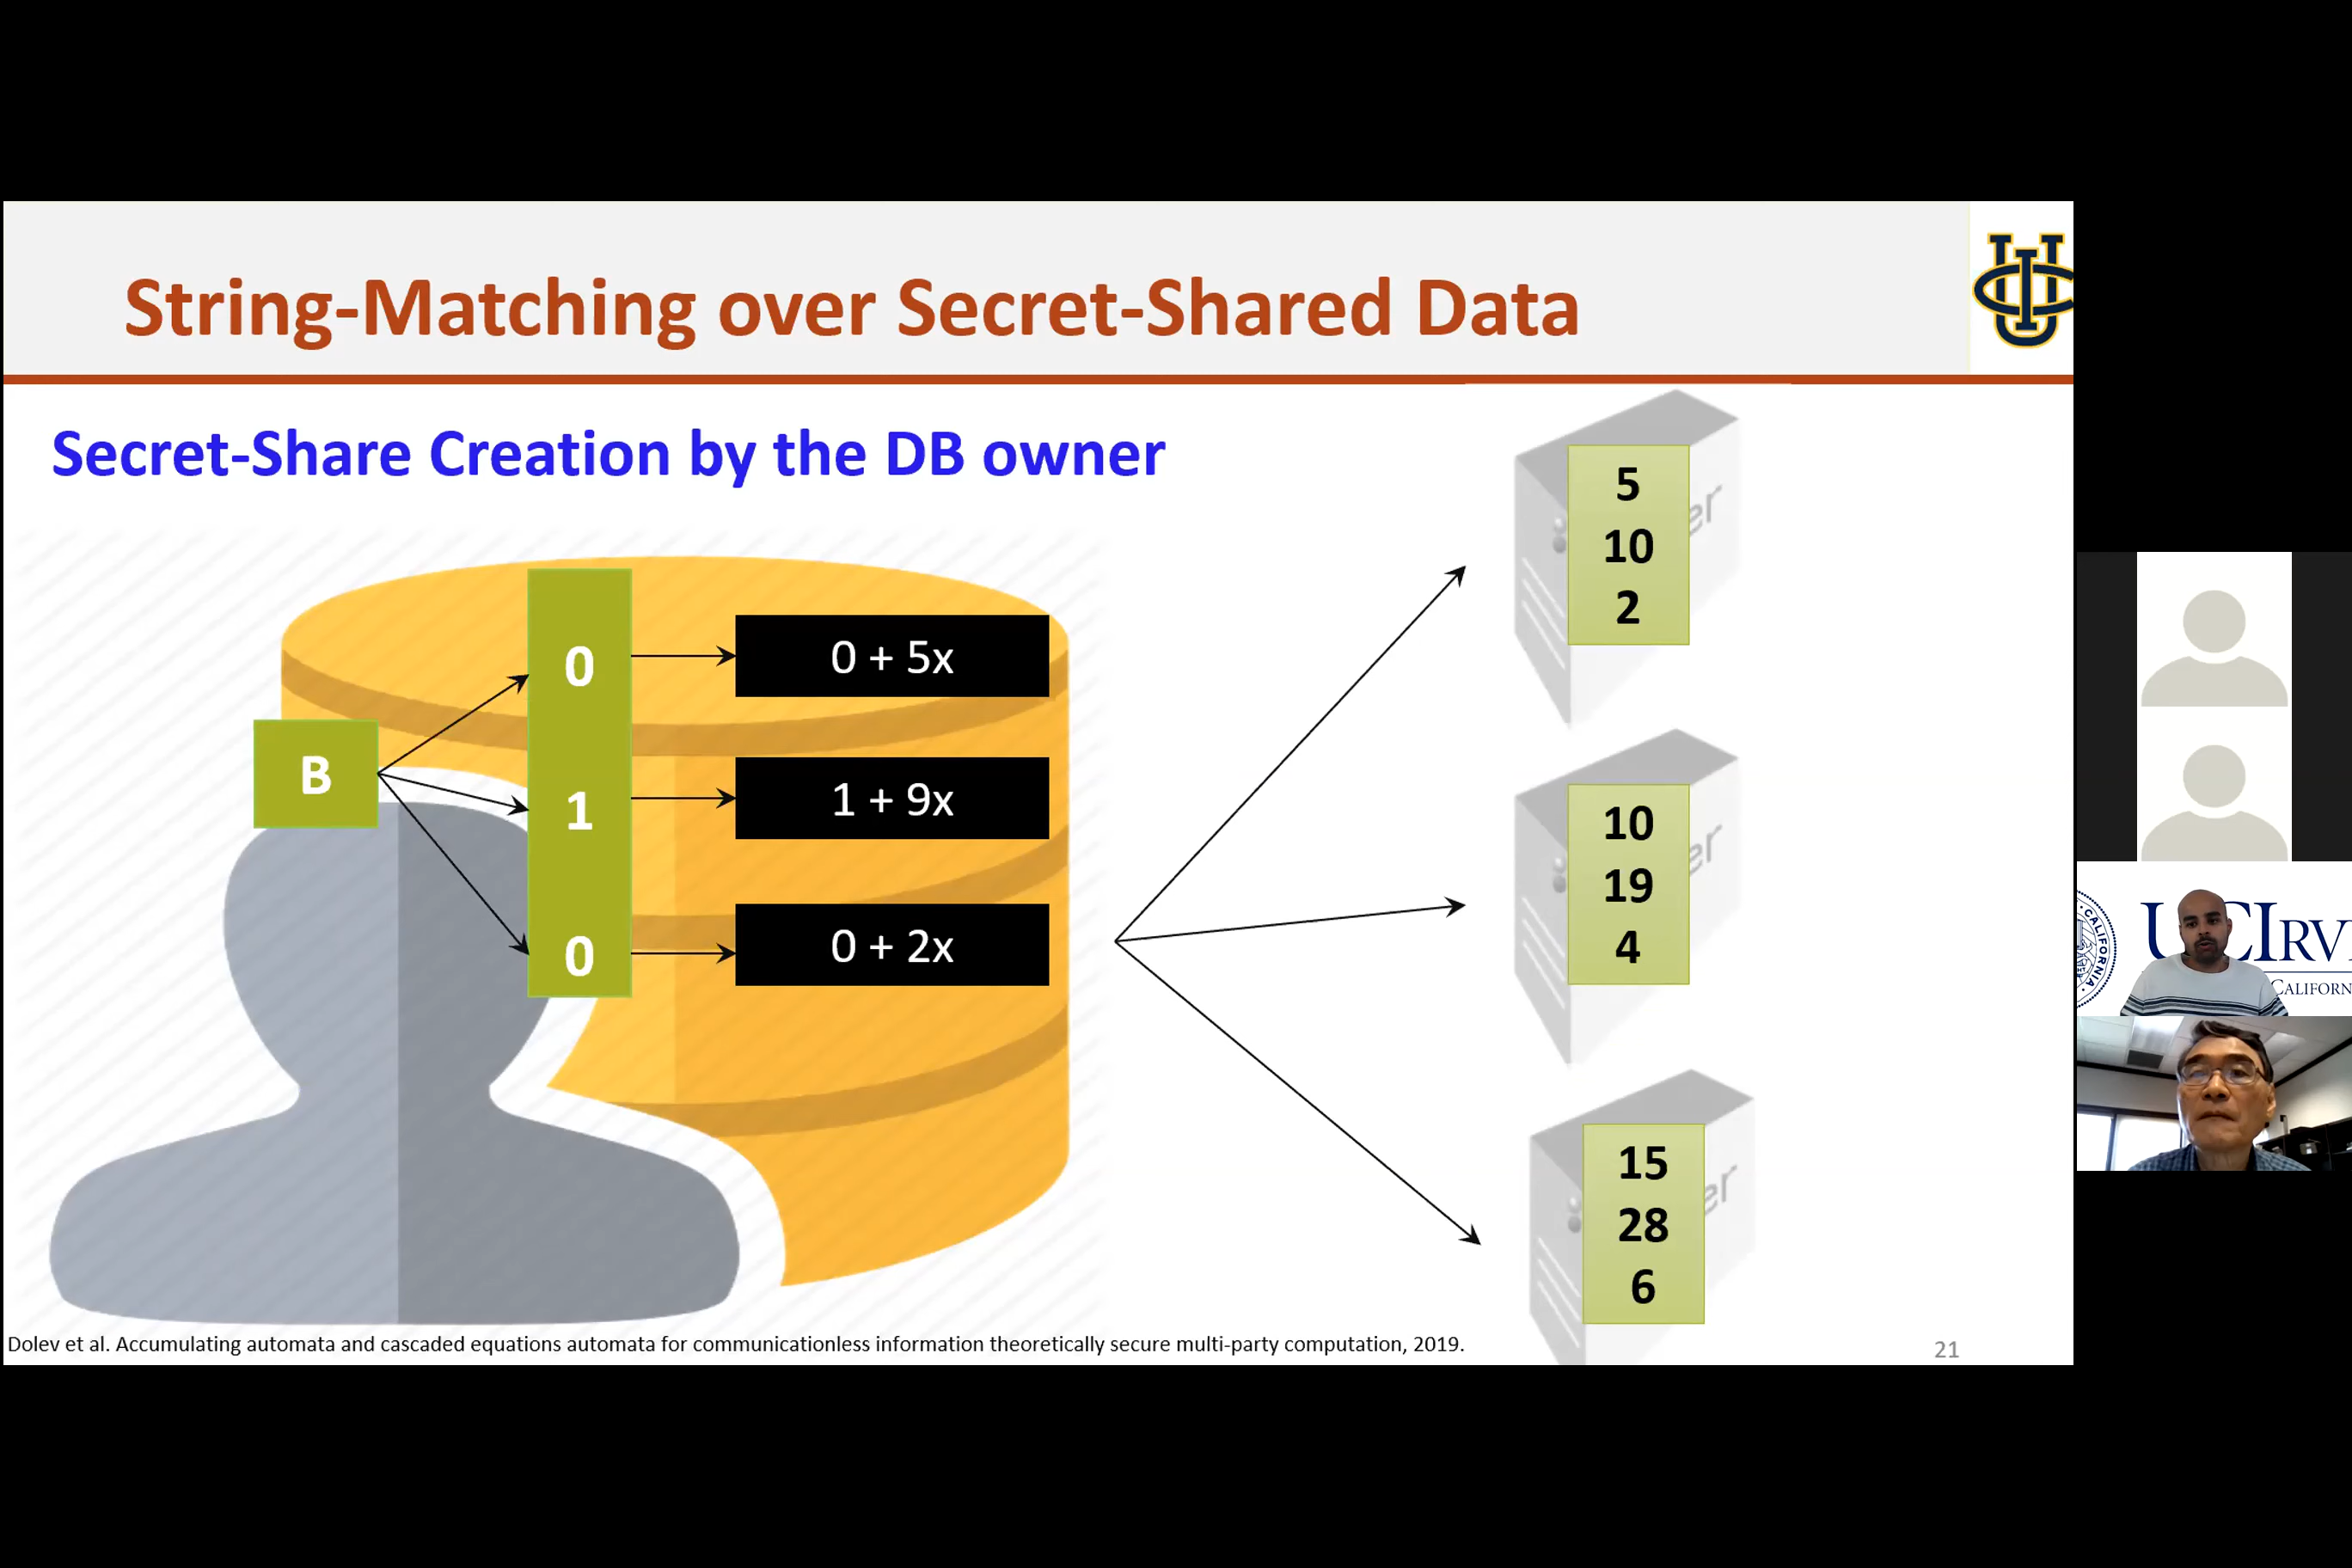 String-Matching over Secret-Shared Data
Secret-Share Creation by the DB owner
B
0
1
0
0 + 5x
1 + 9x
0 + 2x
5
10
2
10
19
4
15
28
6
Dolev et al. Accumulating automata and cascaded equations automata for communicationless information theoretically secure multi-party computation, 2019.
21